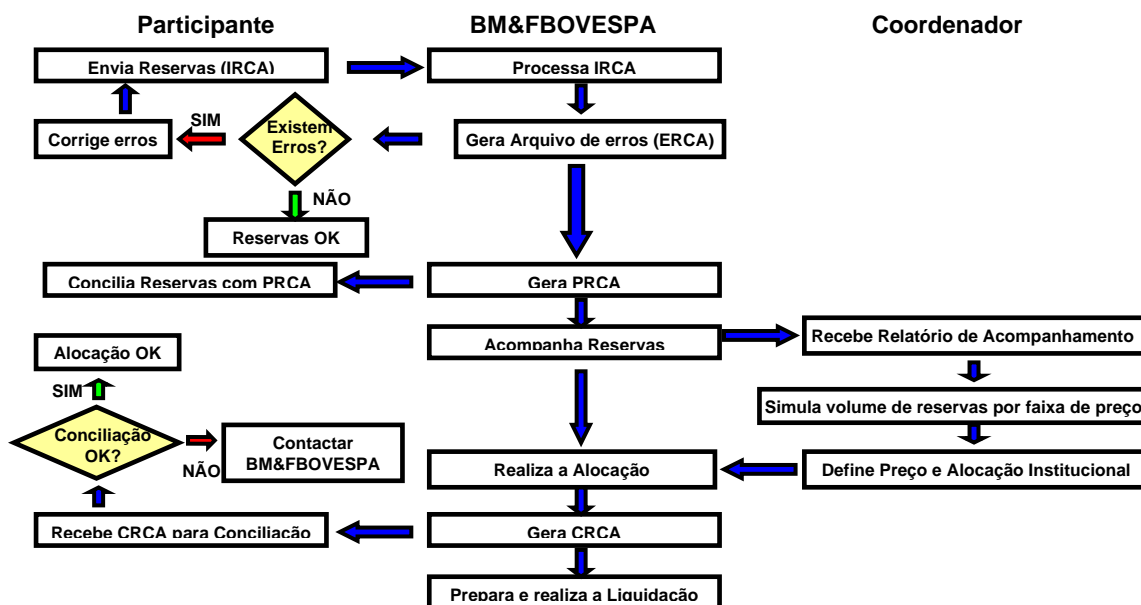 Participante
BM&FBOVESPA
Coordenador
Envia Reservas (IRCA)
Processa IRCA
SIM
Existem
Erros?
Corrige erros
Gera Arquivo de erros (ERCA)
NÃO
Reservas OK
Concilia Reservas com PRCA
Gera PRCA
Acompanha Reservas
Recebe Relatório de Acompanhamento
Alocação OK
SIM
Simula volume de reservas por faixa de preço
Conciliação
OK?
NÃO
Contactar
BM&FBOVESPA
Realiza a Alocação
Define Preço e Alocação Institucional
Recebe CRCA para Conciliação
Gera CRCA
Prepara e realiza a Liquidação